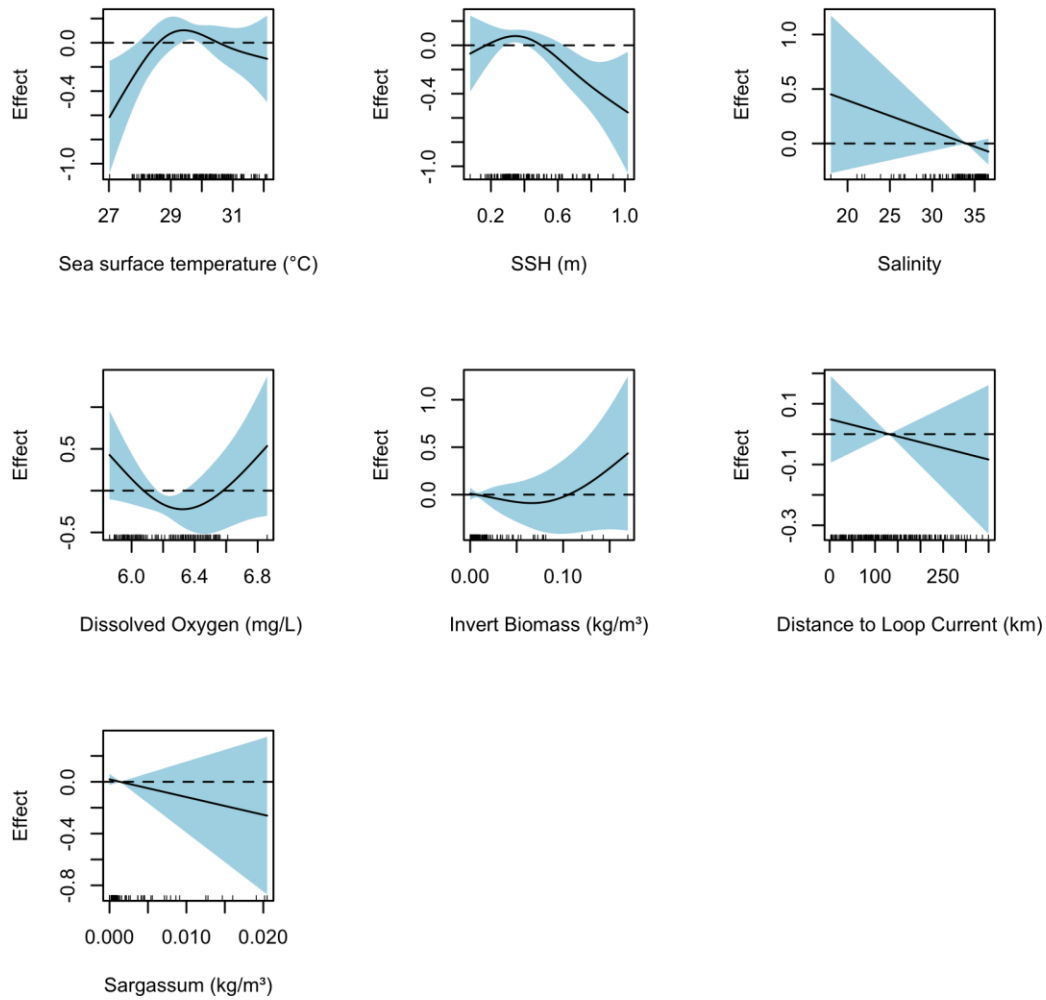 Effect
0.0
-0.4
-1.0
27 29 31
Sea surface temperature (°C)
Effect
0.0
-0.4
-1.0
0.2 0.6 1.0
SSH (m)
Effect
1.0
0.5
0.0
20 25 30 35
Salinity
Effect
0.5
-0.5
6.0 6.4 6.8
Dissolved Oxygen (mg/L)
Effect
1.0
0.5
0.0
0.00 0.10
Invert Biomass (kg/m³)
Effect
0.1
-0.1
-0.3
0 100 250
Distance to Loop Current (km)
Effect
0.0
-0.4
-0.8
0.000 0.010 0.020
Sargassum (kg/m³)